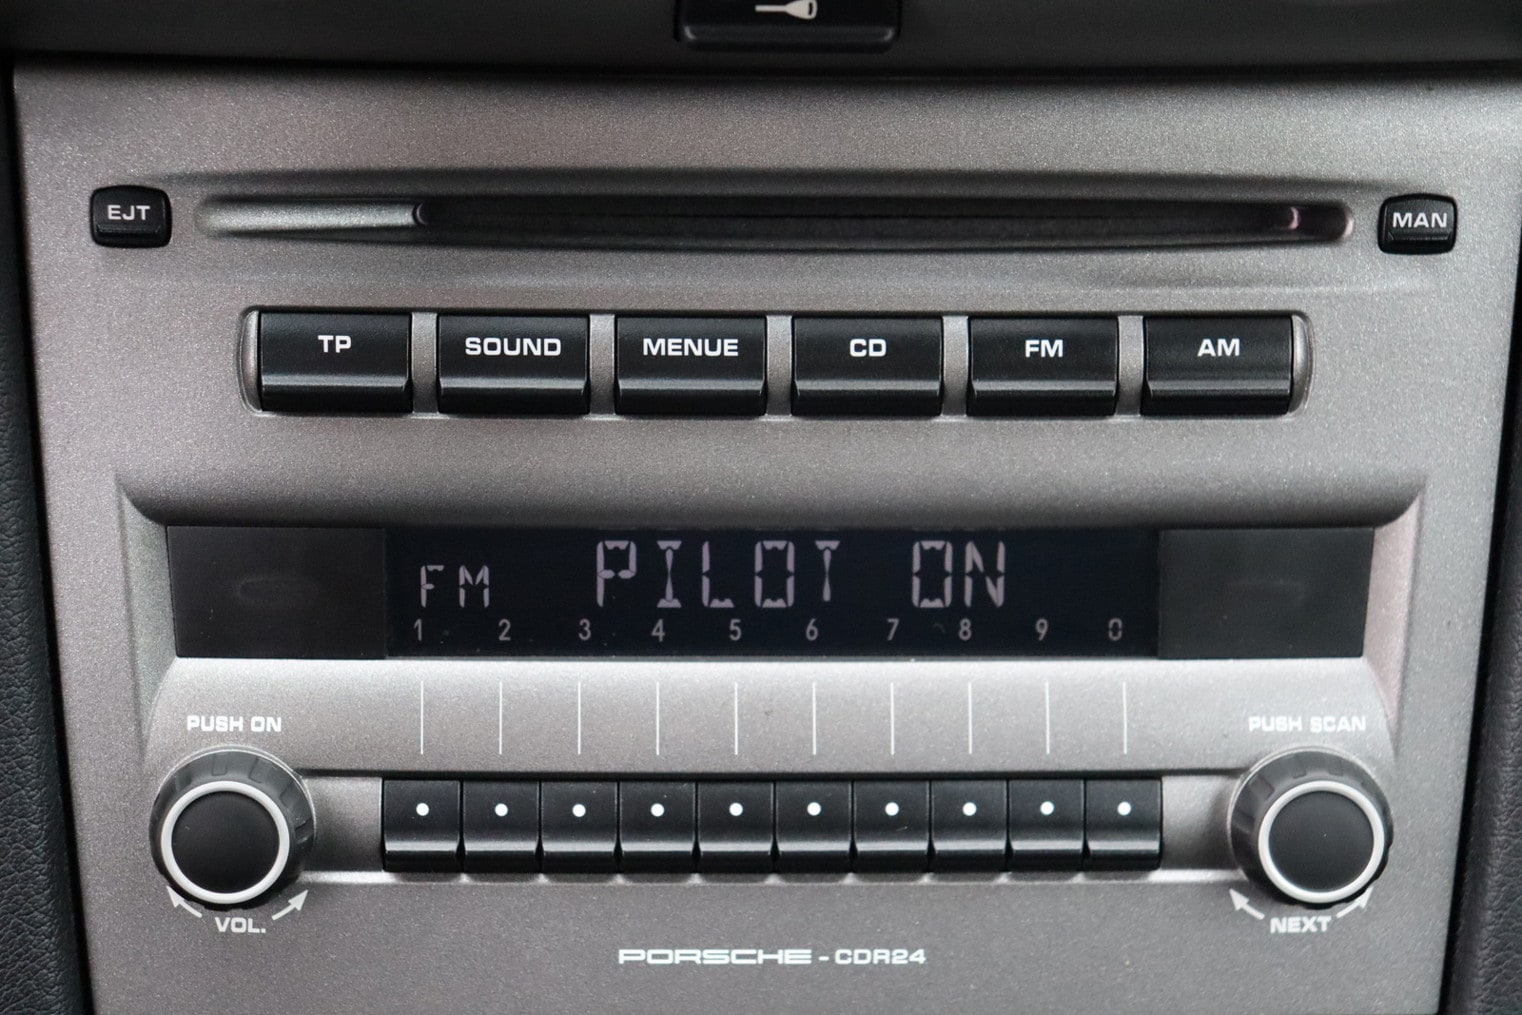 EJT
MAN
TP SOUND MENUE CD FM AM
FM PILOT ON
1 2 3 4 5 6 7 8 9 0
PUSH ON
PUSH SCAN
VOL.
NEXT
PORSCHE - CDR24